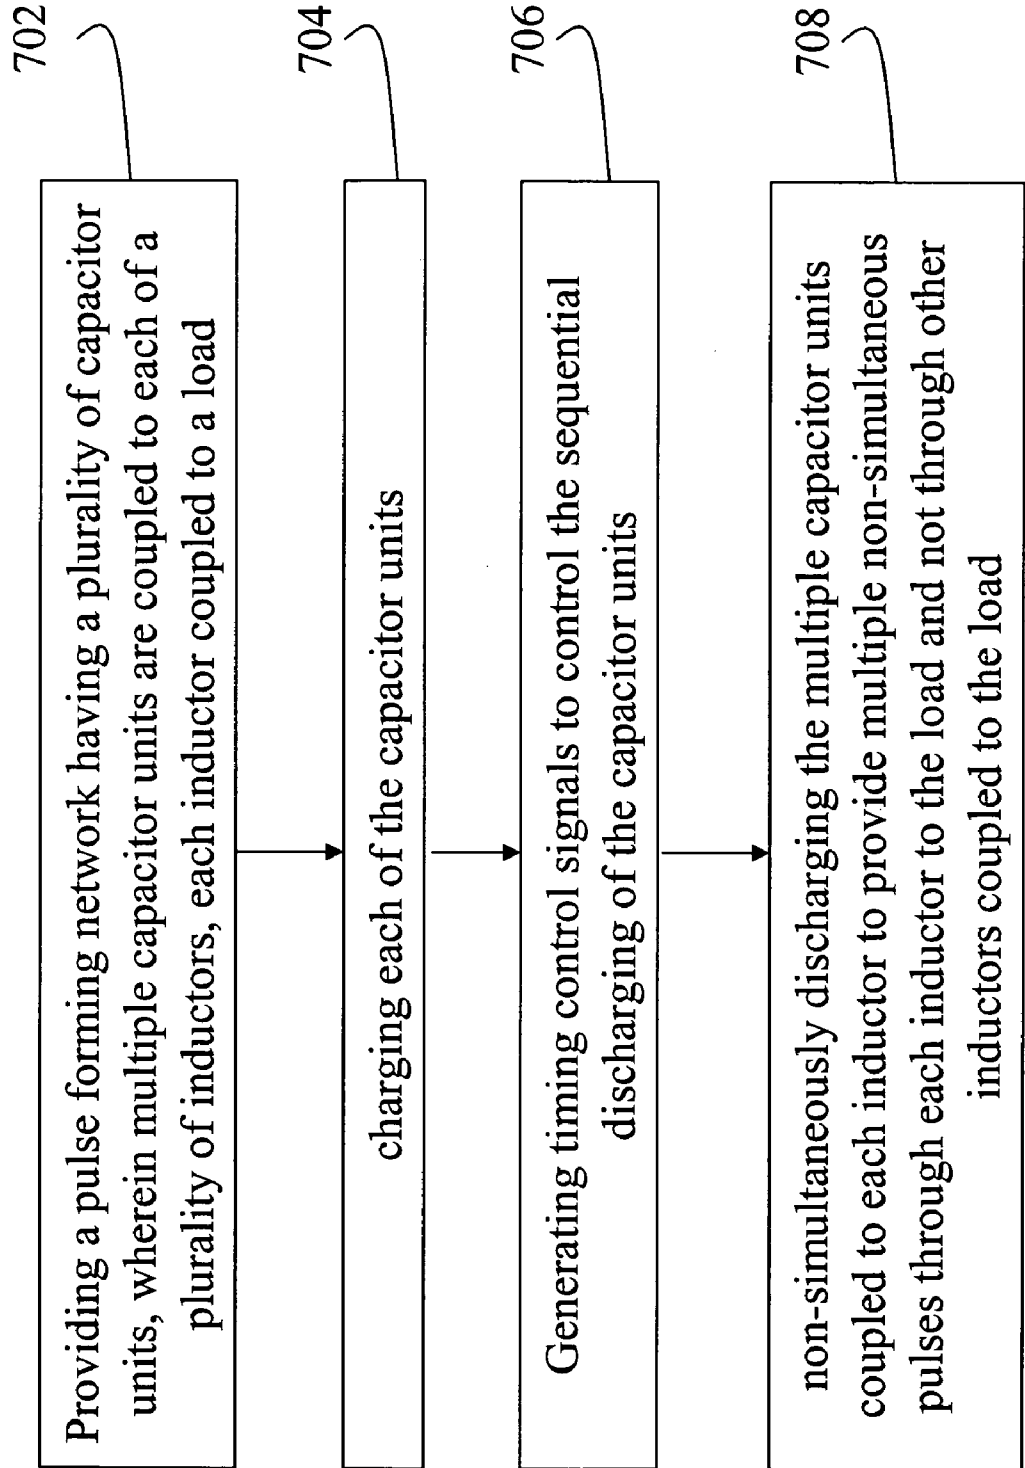 702
Providing a pulse forming network having a plurality of capacitor
units, wherein multiple capacitor units are coupled to each of a
plurality of inductors, each inductor coupled to a load
704
charging each of the capacitor units
706
Generating timing control signals to control the sequential
discharging of the capacitor units
708
non-simultaneously discharging the multiple capacitor units
coupled to each inductor to provide multiple non-simultaneous
pulses through each inductor to the load and not through other
inductors coupled to the load